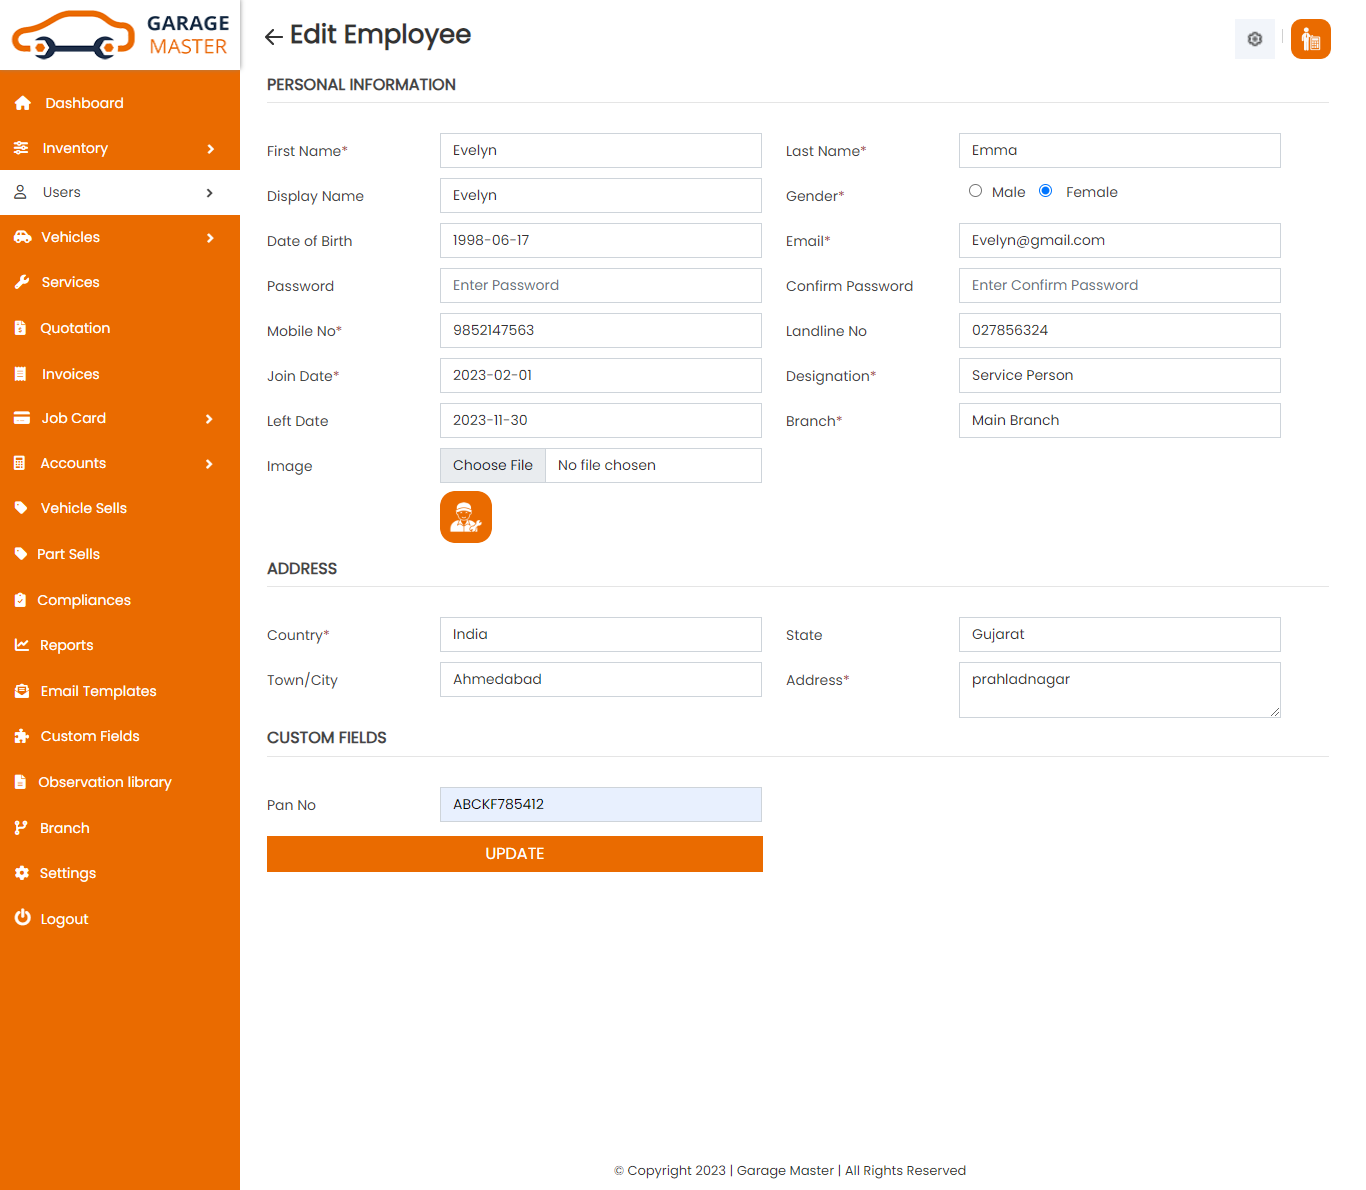 GARAGE
MASTER
Dashboard
Inventory
Users
Vehicles
Services
Quotation
Invoices
Job Card
Accounts
Vehicle Sells
Part Sells
Compliances
Reports
Email Templates
Custom Fields
Observation library
Branch
Settings
Logout
Edit Employee
PERSONAL INFORMATION
First Name* Evelyn Last Name* Emma
Display Name Evelyn Gender* Male Female
Date of Birth 1998-06-17 Email* Evelyn@gmail.com
Password Enter Password Confirm Password Enter Confirm Password
Mobile No* 9852147563 Landline No 027856324
Join Date* 2023-02-01 Designation* Service Person
Left Date 2023-11-30 Branch* Main Branch
Image Choose File No file chosen
ADDRESS
Country* India State Gujarat
Town/City Ahmedabad Address* prahladnagar
CUSTOM FIELDS
Pan No ABCKF785412
UPDATE
© Copyright 2023 | Garage Master | All Rights Reserved